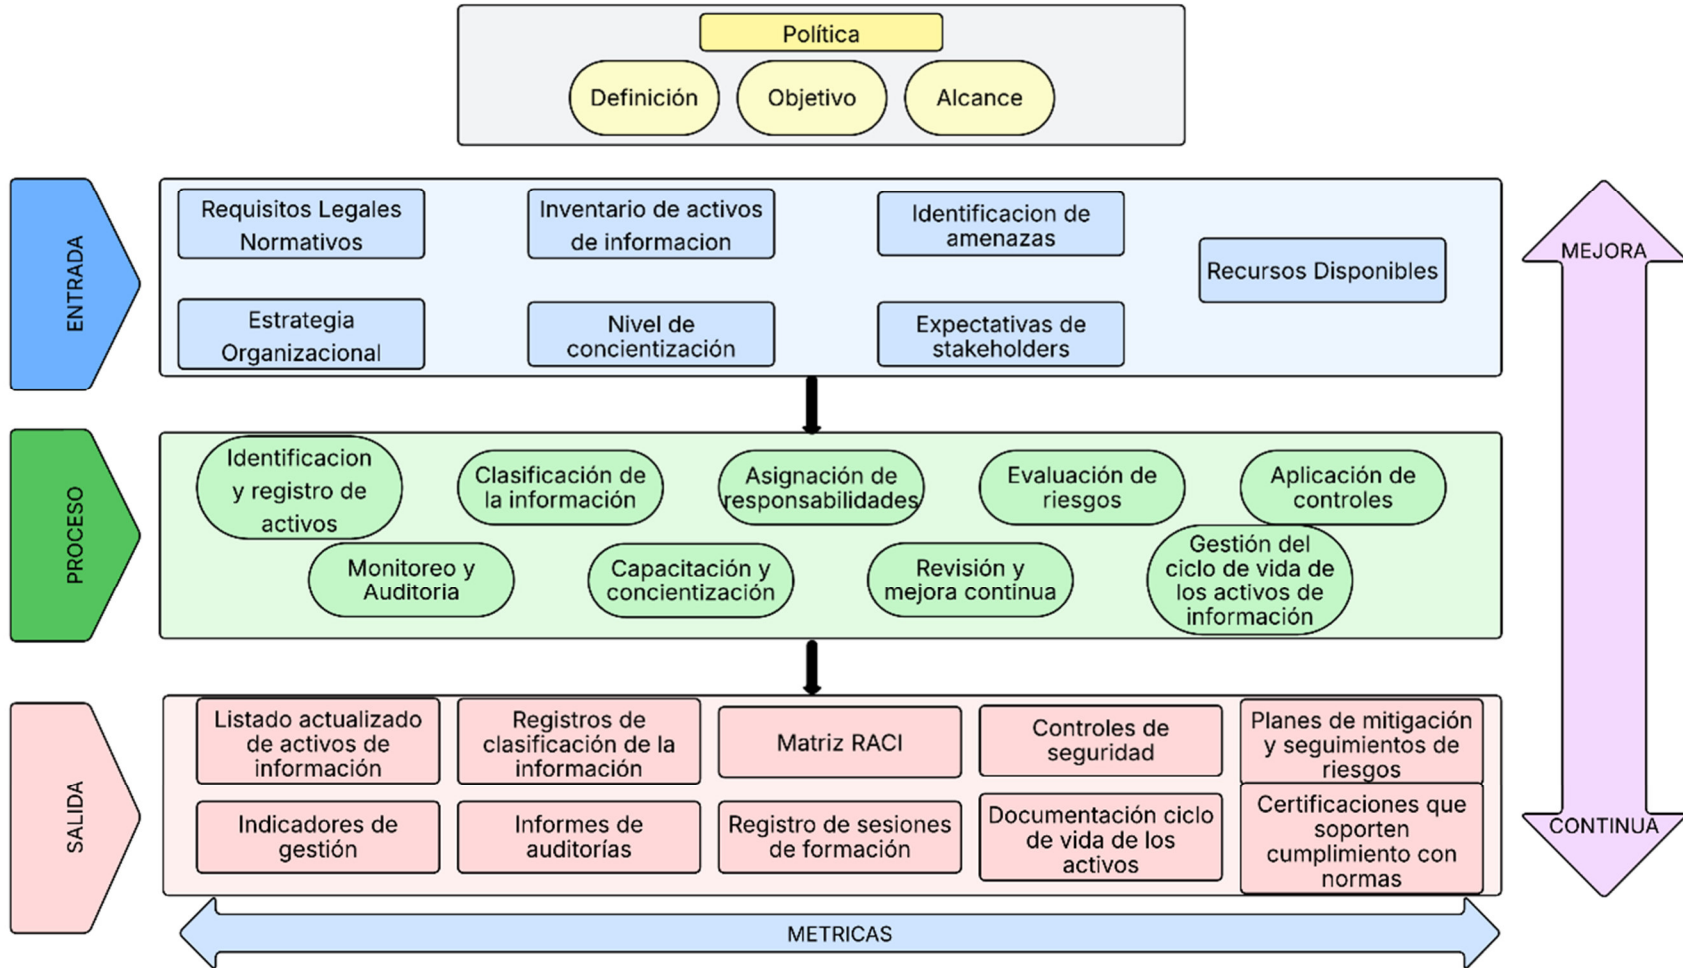 Política
Definición
Objetivo
Alcance
ENTRADA
Requisitos Legales
Normativos
Inventario de activos
de informacion
Identificacion de
amenazas
Recursos Disponibles
Estrategia
Organizacional
Nivel de
concientización
Expectativas de
stakeholders
MEJORA
PROCESO
Identificacion
y registro de
activos
Clasificación de
la información
Asignación de
responsabilidades
Evaluación de
riesgos
Aplicación de
controles
Monitoreo y
Auditoria
Capacitación y
concientización
Revisión y
mejora continua
Gestión del
ciclo de vida de
los activos de
información
SALIDA
Listado actualizado
de activos de
información
Registros de
clasificación de la
información
Matriz RACI
Controles de
seguridad
Planes de mitigación
y seguimientos de
riesgos
Indicadores de
gestión
Informes de
auditorías
Registro de sesiones
de formación
Documentación ciclo
de vida de los
activos
Certificaciones que
soporten
cumplimiento con
normas
CONTINUA
METRICAS